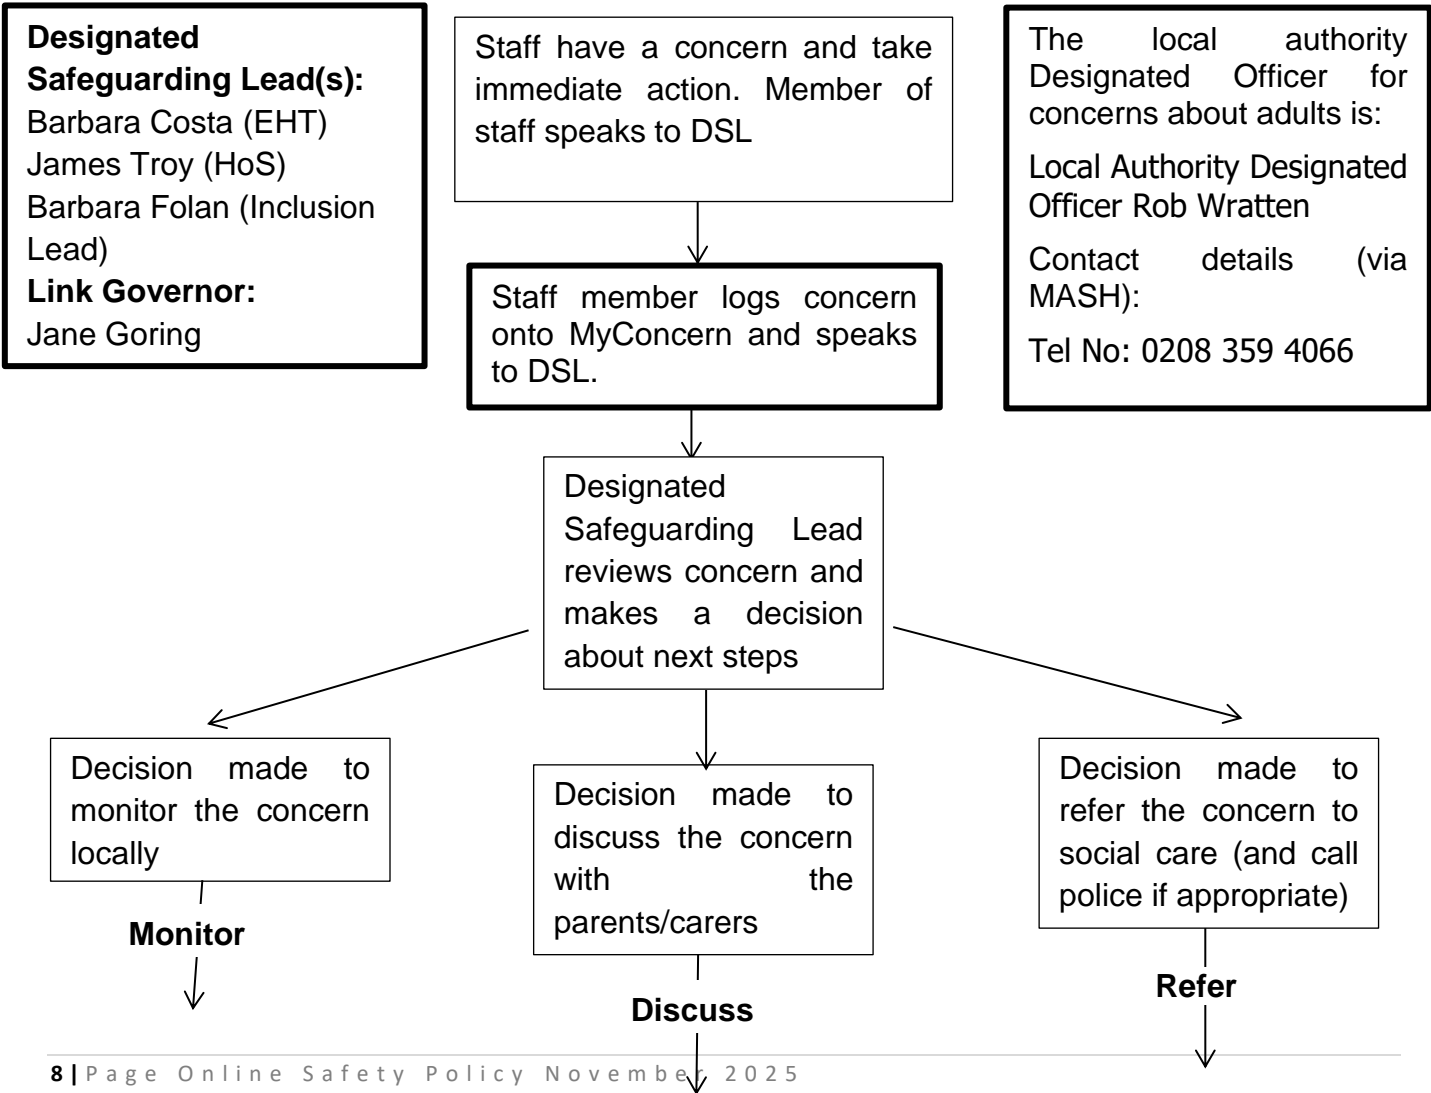 Designated
Safeguarding Lead(s):
Barbara Costa (EHT)
James Troy (HoS)
Barbara Folan (Inclusion
Lead)
Link Governor:
Jane Goring
Staff have a concern and take
immediate action. Member of
staff speaks to DSL
The local authority
Designated Officer for
concerns about adults is:
Local Authority Designated
Officer Rob Wratten
Contact details (via
MASH):
Tel No: 0208 359 4066
Staff member logs concern
onto MyConcern and speaks
to DSL.
Designated
Safeguarding Lead
reviews concern and
makes a decision
about next steps
Decision made to
monitor the concern
locally
Monitor
Decision made to
discuss the concern
with the
parents/carers
Discuss
Decision made to
refer the concern to
social care (and call
police if appropriate)
Refer
8 | Page Online Safety Policy November 2025